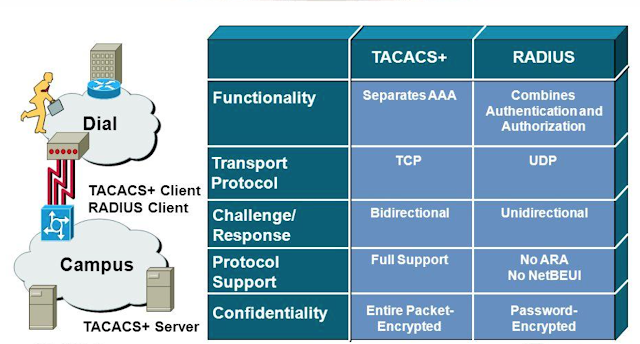 Dial
TACACS+ Client
RADIUS Client
Campus
TACACS+ Server
TACACS+ RADIUS
Functionality
Separates AAA
Combines
Authentication and
Authorization
Transport
Protocol
TCP
UDP
Challenge/
Response
Bidirectional
Unidirectional
Protocol
Support
Full Support
No ARA
No NetBEUI
Confidentiality
Entire Packet-
Encrypted
Password-
Encrypted